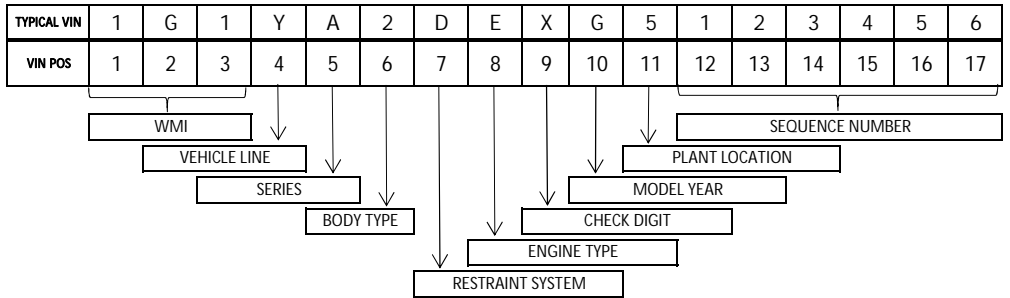 TYPICAL VIN 1 G 1 Y A 2 D E X G 5 1 2 3 4 5 6
VIN POS 1 2 3 4 5 6 7 8 9 10 11 12 13 14 15 16 17
WMI SEQUENCE NUMBER
VEHICLE LINE PLANT LOCATION
SERIES MODEL YEAR
BODY TYPE CHECK DIGIT
ENGINE TYPE
RESTRAINT SYSTEM